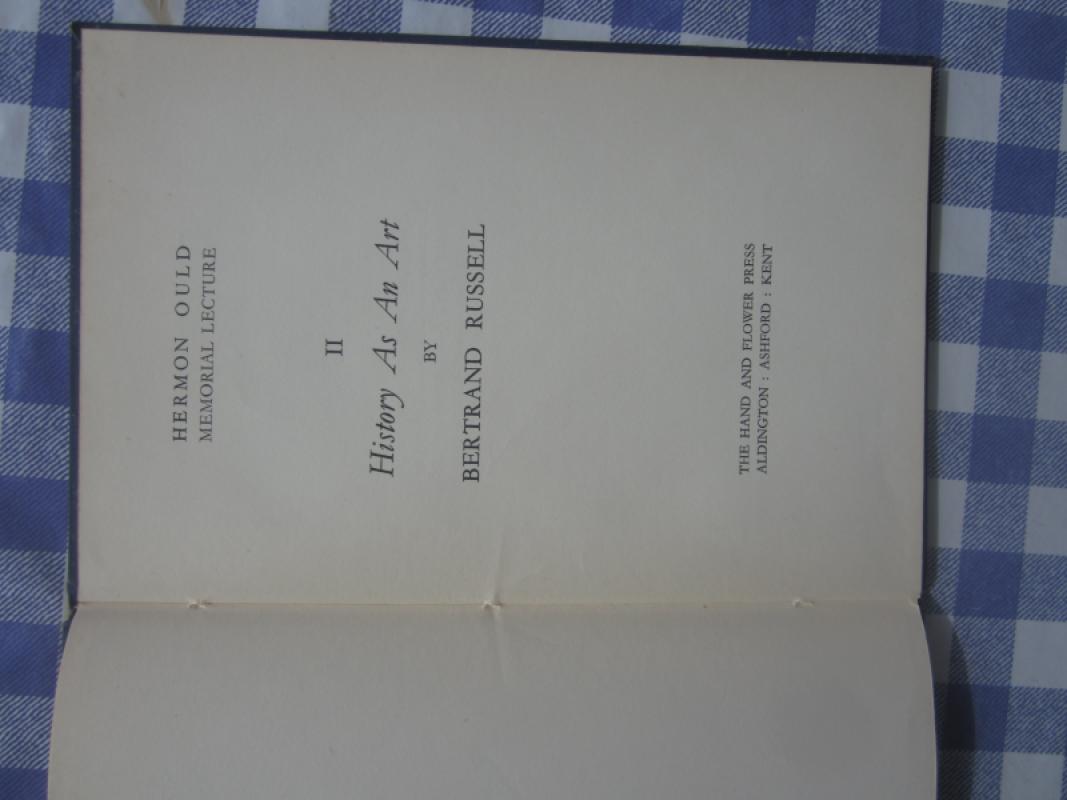 HERMON OULD
MEMORIAL LECTURE
II
History As An Art
BY
BERTRAND RUSSELL
THE HAND AND FLOWER PRESS
ALDINGTON : ASHFORD : KENT